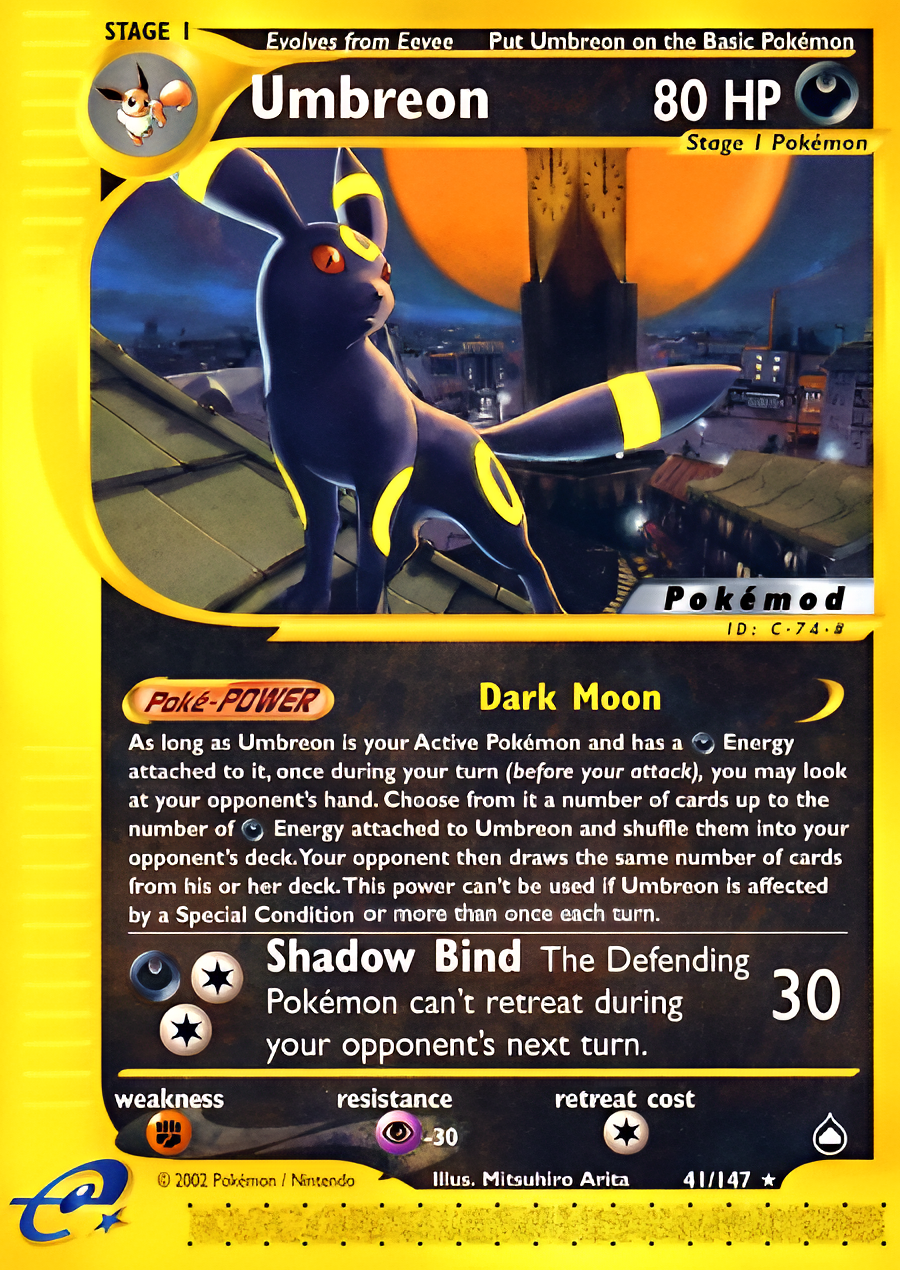 STAGE 1
Evolves from Eevee Put Umbreon on the Basic Pokémon
Umbreon 80 HP
Stage 1 Pokémon
Pokémod
ID: C·74·B
Poké-POWER Dark Moon
As long as Umbreon is your Active Pokémon and has a Energy
attached to it, once during your turn (before your attack), you may look
at your opponent's hand. Choose from it a number of cards up to the
number of Energy attached to Umbreon and shuffle them into your
opponent's deck. Your opponent then draws the same number of cards
from his or her deck. This power can't be used if Umbreon is affected
by a Special Condition or more than once each turn.
Shadow Bind The Defending
Pokémon can't retreat during
your opponent's next turn.
30
weakness resistance retreat cost
-30
© 2002 Pokémon / Nintendo Illus. Mitsuhiro Arita 41/147 ★
e